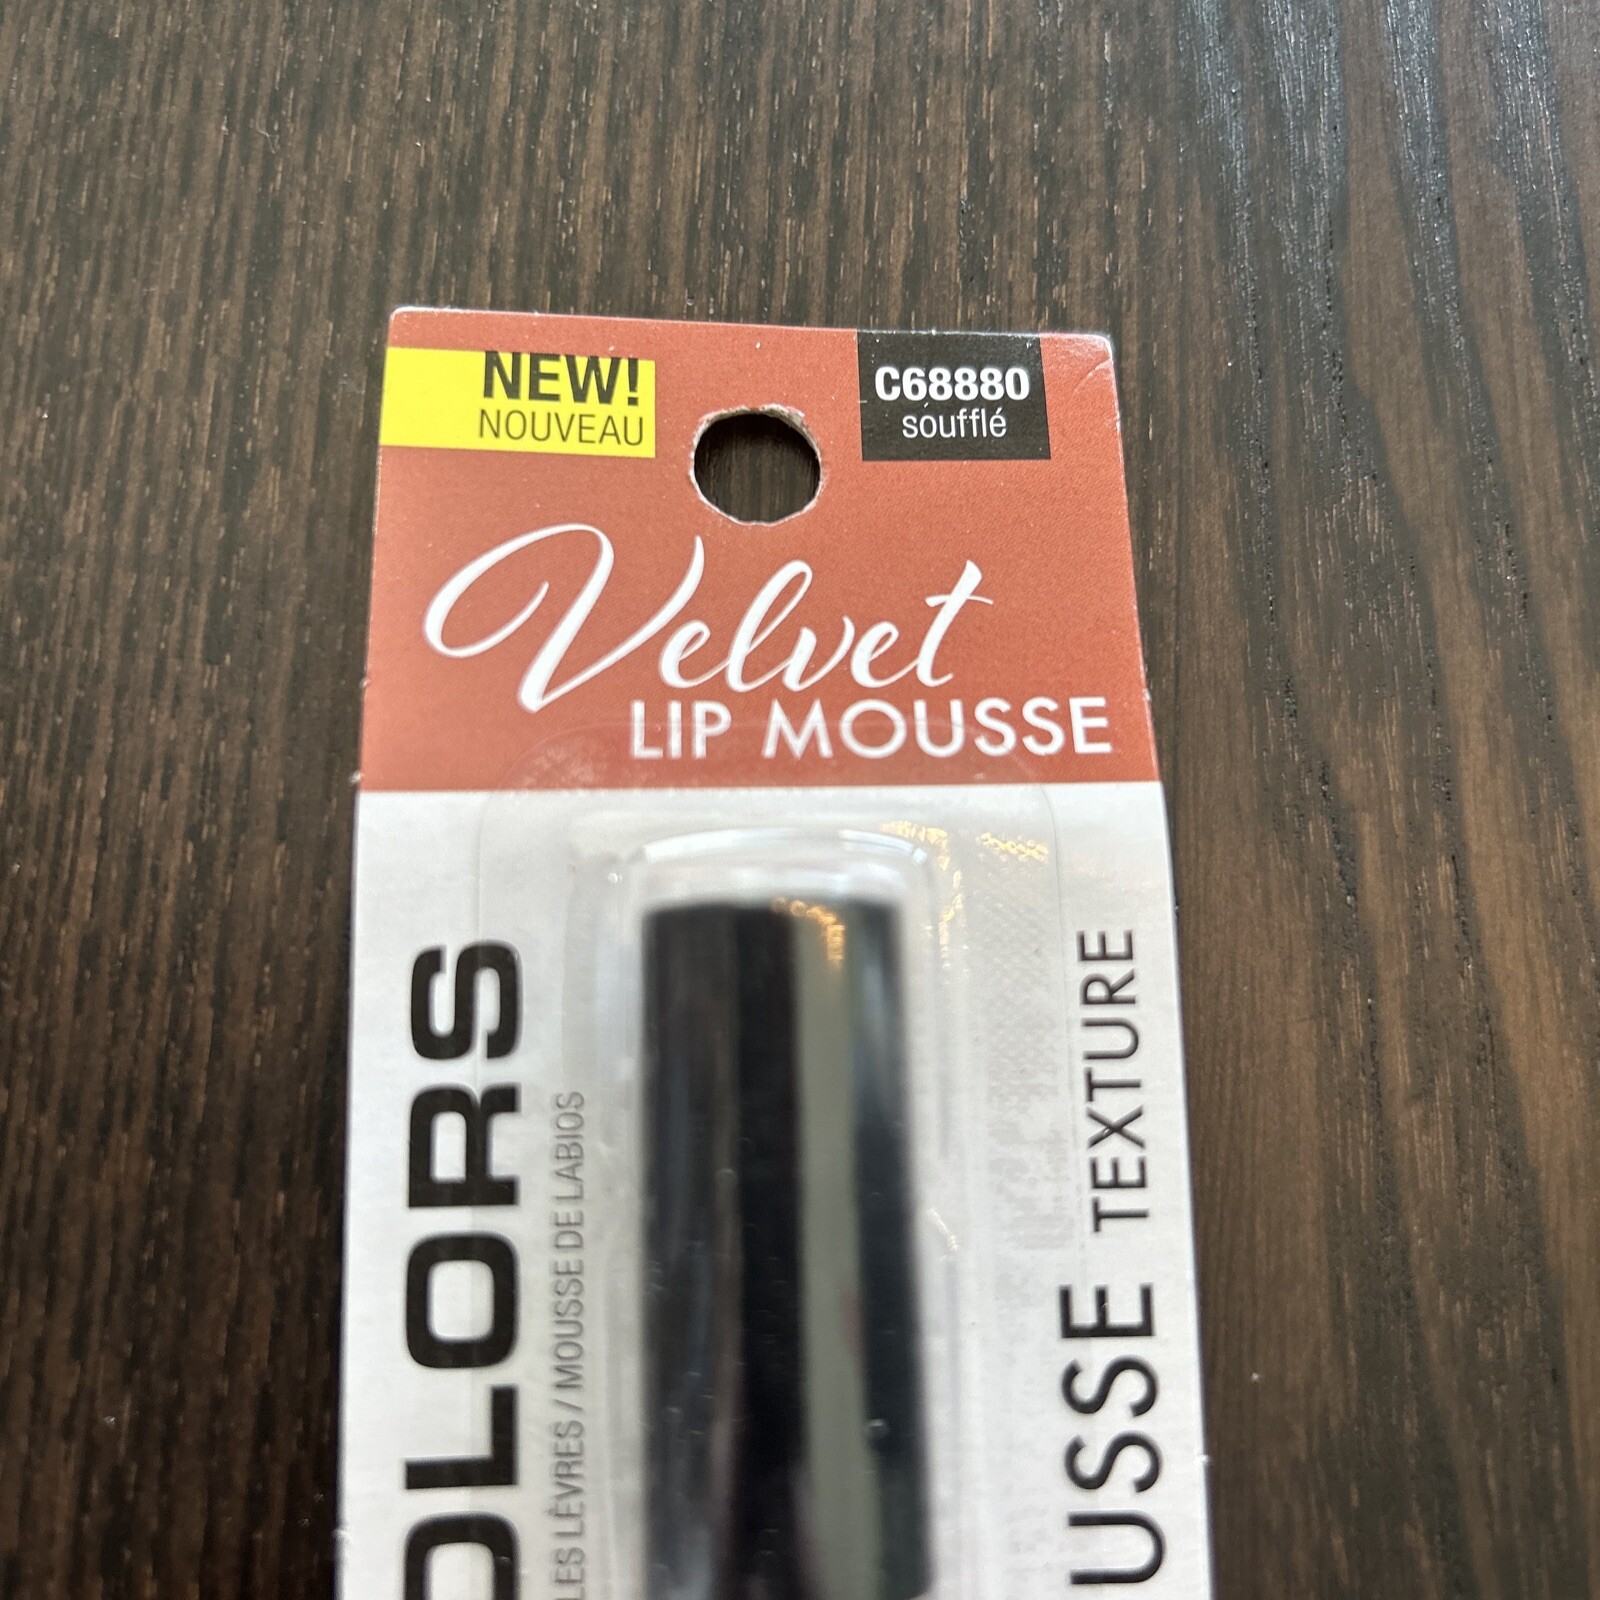 NEW!
NOUVEAU
C68880
soufflé
Velvet
LIP MOUSSE
OLORS
LES LÈVRES / MOUSSE DE LABIOS
USSE TEXTURE